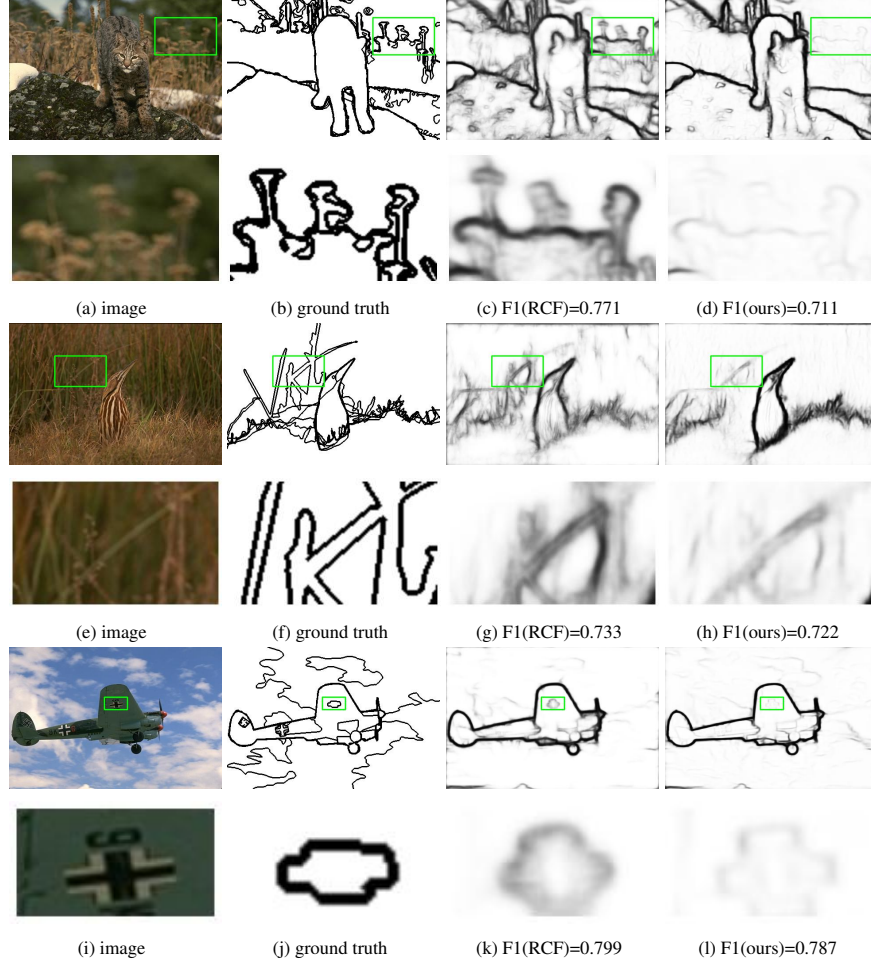 (a) image
(b) ground truth
(c) F1(RCF)=0.771
(d) F1(ours)=0.711
(e) image
(f) ground truth
(g) F1(RCF)=0.733
(h) F1(ours)=0.722
(i) image
(j) ground truth
(k) F1(RCF)=0.799
(l) F1(ours)=0.787